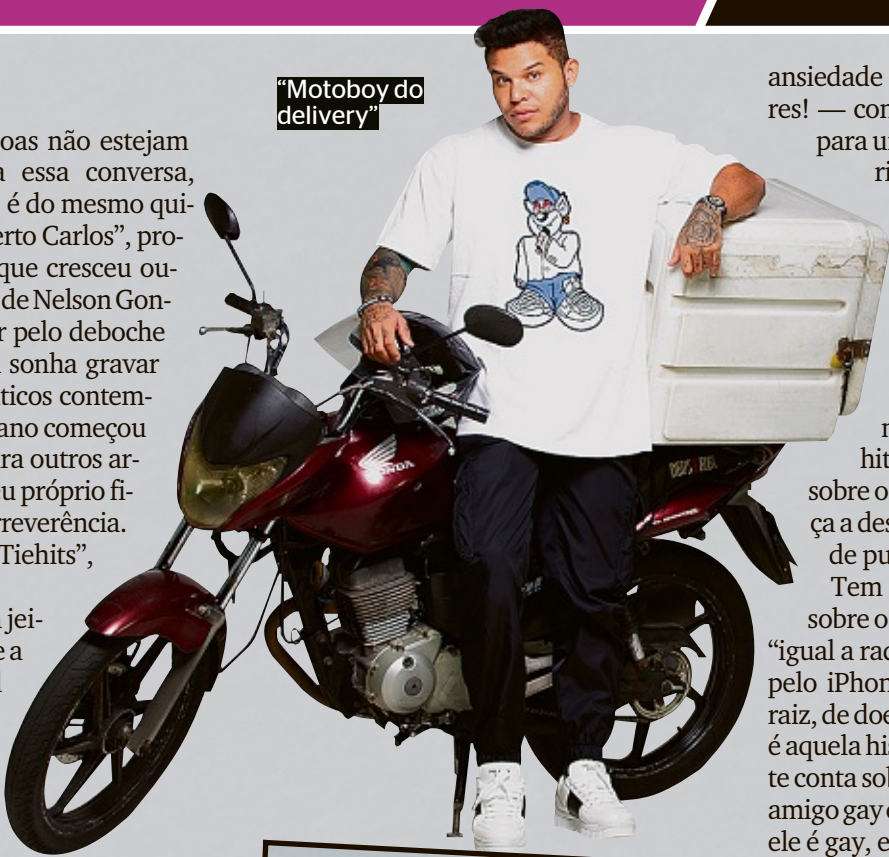 “Motoboy do
delivery”
oas não estejam
a essa conversa,
é do mesmo qui-
erto Carlos”, pro-
que cresceu ou-
de Nelson Gon-
r pelo deboche
sonha gravar
ticos contem-
ano começou
ra outros ar-
u próprio fi-
rreverência.
Tiehits”,
jei-
e a
HONDA
ansiedade
res! — con
para u
ri
hit
sobre o
ça a des
de pu
Tem
sobre o
“igual a
pelo iPhon
raiz, de doe
é aquela his
te conta sob
amigo gay
ele é gay, e